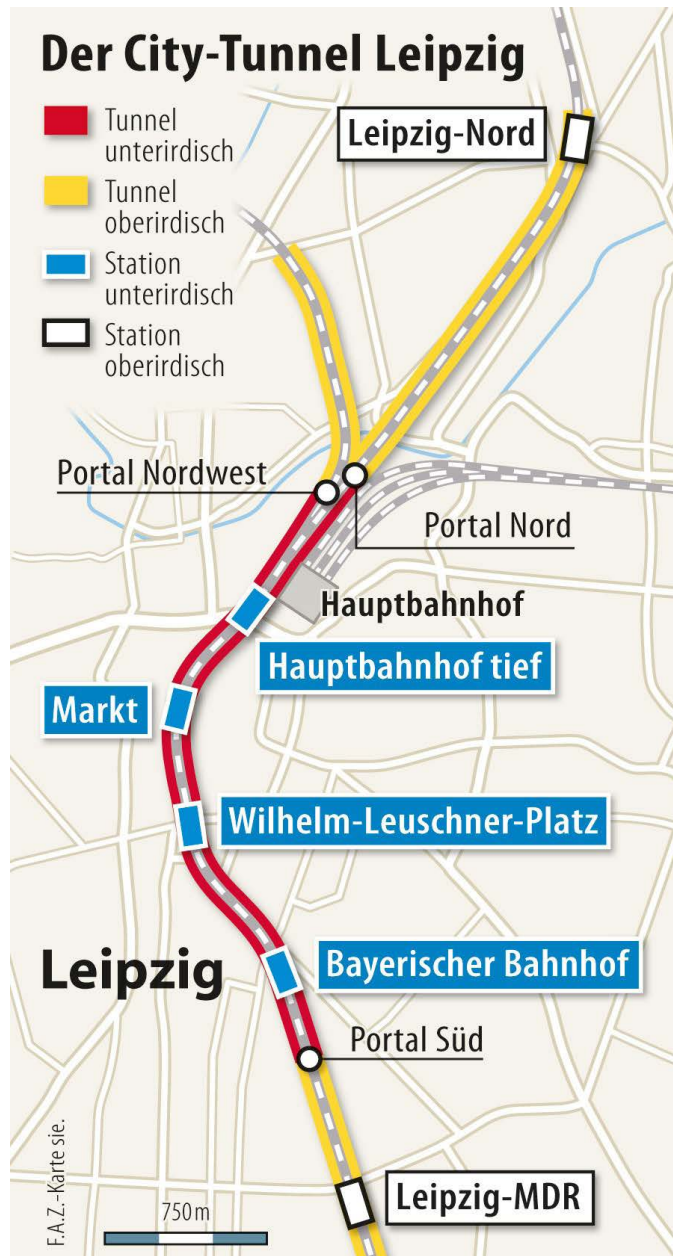 Der City-Tunnel Leipzig
Tunnel
unterirdisch
Tunnel
oberirdisch
Station
unterirdisch
Station
oberirdisch
Leipzig-Nord
Portal Nordwest
Portal Nord
Hauptbahnhof
Hauptbahnhof tief
Markt
Wilhelm-Leuschner-Platz
Leipzig
Bayerischer Bahnhof
Portal Süd
Leipzig-MDR
F.A.Z.-Karte sie.
750 m